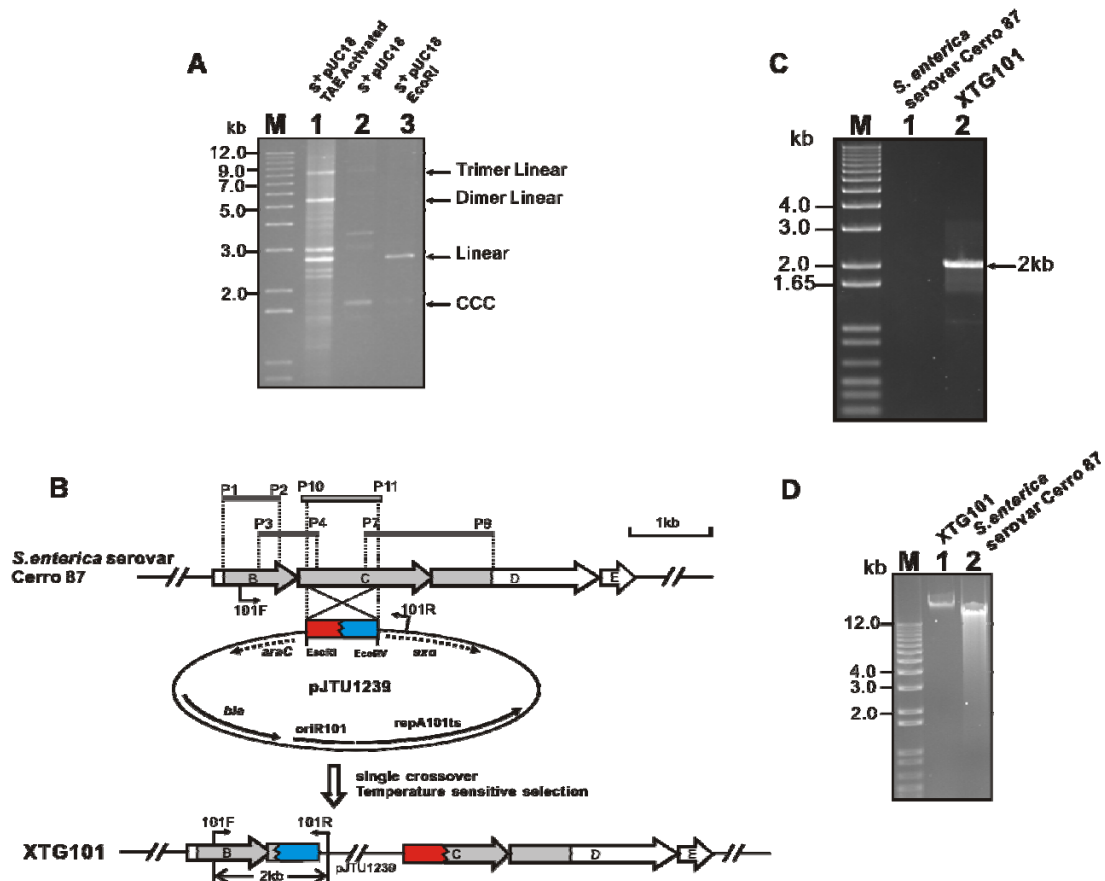 A
S+ pUC18
TAE Activated
S+ pUC18
S+ pUC18
EcoRI
kb M 1 2 3
12.0
9.0
7.0
5.0
3.0
2.0
Trimer Linear
Dimer Linear
Linear
CCC
C
S. enterica
serovar Cerro 87
XTG101
M 1 2
kb
4.0
3.0
2.0
1.65
2kb
B
P1 P2 P10 P11
P3 P4 P7 P8
1kb
S.enterica serovar
Cerro 87
B C D E
101F
101R
araC EcoRI EcoRV exo
pJTU1239
bla
oriR101
repA101ts
single crossover
Temperature sensitive selection
101F 101R
XTG101
B C D E
pJTU1239
2kb
D
XTG101
S.enterica
serovar Cerro 87
kb M 1 2
12.0
4.0
3.0
2.0